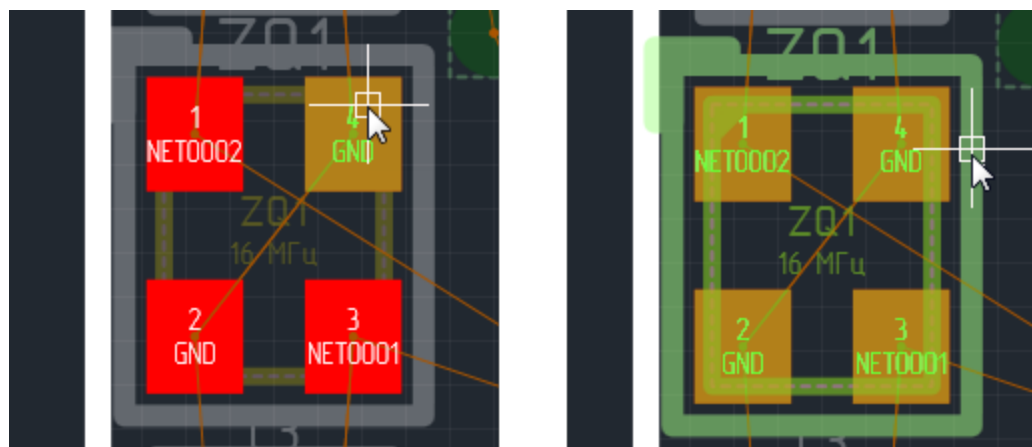 ZQ1
1
NET0002
4
GND
ZQ1
16 МГц
2
GND
3
NET0001
ZQ1
1
NET0002
4
GND
ZQ1
16 МГц
2
GND
3
NET0001